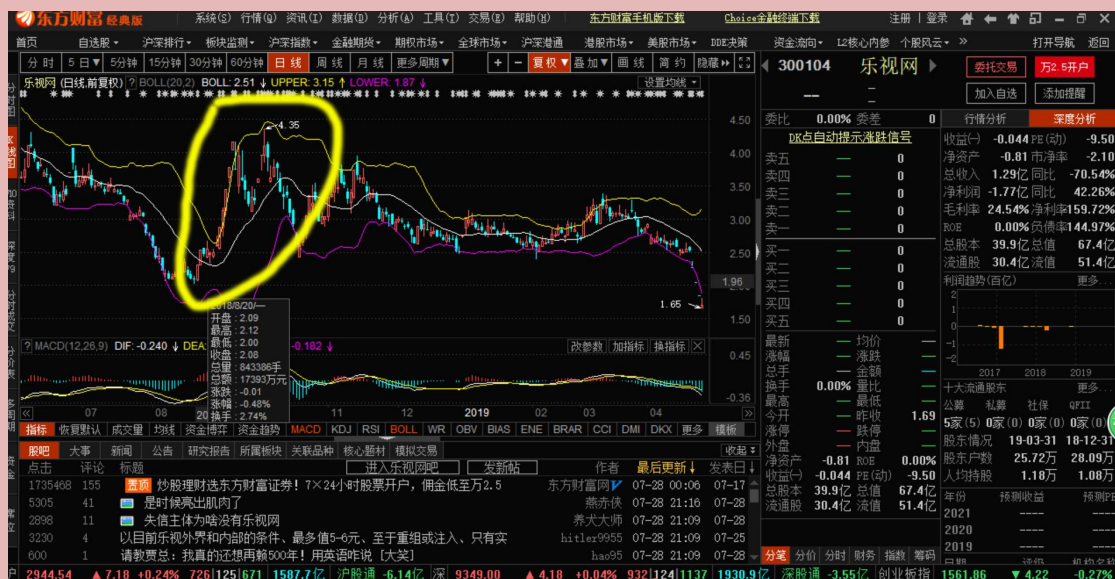 东方财富 经典版 系统(S) 行情(Q) 资讯(I) 数据(D) 分析(A) 工具(T) 交易(E) 帮助(H) 东方财富手机版下载 Choice金融终端下载 注册 | 登录
首页 自选股 沪深排行 板块监测 沪深指数 金融期货 期权市场 全球市场 沪深港通 港股市场 美股市场 DDE决策 资金流向 L2核心内参 个股风云 打开导航 返回
分时 5日 5分钟 15分钟 30分钟 60分钟 日线 周线 月线 更多周期 + - 复权 叠加 画线 简约 隐藏
300104 乐视网
委托交易 万2.5开户
加入自选 添加提醒
乐视网 (日线,前复权) ? BOLL(20,2) BOLL: 2.51 ↓ UPPER: 3.15 ↑ LOWER: 1.87 ↓ 设置均线
4.35
4.50
4.00
3.50
3.00
2.50
1.96
1.65
1.50
2018/8/20/一
开盘: 2.09
最高: 2.12
最低: 2.00
收盘: 2.08
总量: 843386手
总额: 17393万元
涨跌: -0.01
涨幅: -0.48%
换手: 2.74%
? MACD(12,26,9) DIF: -0.240 ↓ DEA: -0.182 ↓ 改参数 加指标 换指标
0.45
-0.36
07 08 20 11 12 2019 02 03 04
指标 恢复默认 成交量 均线 资金博弈 资金趋势 MACD KDJ RSI BOLL WR OBV BIAS ENE BRAR CCI DMI DKX 更多 模板
股吧 大事 新闻 公告 研究报告 所属板块 关联品种 核心题材 模拟交易 收起
点击 评论 标题 进入乐视网吧 发新帖 作者 最后更新↓ 发表日↓
1735468 155 置顶 炒股理财选东方财富证券！7×24小时股票开户，佣金低至万2.5 东方财富网 07-28 00:06 07-17
5305 41 是时候亮出肌肉了 燕赤侠 07-28 21:16 07-28
2898 11 失信主体为啥没有乐视网 养犬大师 07-28 21:09 07-28
3230 4 以目前乐视外界和内部的条件、最多值5-6元、至于重组或注入、只有实 hitler9955 07-28 21:09 07-25
600 1 请教贾总：我真的还想再赖500年！用英语咋说 [大笑] hao95 07-28 21:09 07-28
委比 0.00% 委差 0
DK点自动提示涨跌信号
卖五 — 0
卖四 — 0
卖三 — 0
卖二 — 0
卖一 — 0
买一 — 0
买二 — 0
买三 — 0
买四 — 0
买五 — 0
最新 — 均价 —
涨幅 — 涨跌 —
总手 — 金额 —
换手 0.00% 量比 —
最高 — 最低 —
今开 — 昨收 1.69
涨停 — 跌停 —
外盘 — 内盘 —
净资产 -0.81 ROE 0.00%
收益(一) -0.044 PE(动) -9.50
总股本 39.9亿 总值 67.4亿
流通股 30.4亿 流值 51.4亿
分笔 分价 分时 财务 指数 筹码
行情分析 深度分析
收益(一) -0.044 PE(动) -9.50
净资产 -0.81 市净率 -2.10
总收入 1.29亿 同比 -70.54%
净利润 -1.77亿 同比 42.26%
毛利率 24.54% 净利率 159.72%
ROE 0.00% 负债率 144.97%
总股本 39.9亿 总值 67.4亿
流通股 30.4亿 流值 51.4亿
利润趋势(百亿) 更多...
2
1
0
-1
-2
2017 2018 2019
十大流通股东 更多...
公募 私募 社保 QFII
5家(5) 0家(0) 0家(0) 0家(0)
股东情况 19-03-31 18-12-31
股东户数 25.72万 28.09万
人均持股 1.18万 1.08万
年份 预测收益 预测PE
2021 ---- ----
2020 ---- ----
2019 ---- ----
2944.54 ▲ 7.18 +0.24% 726|125|671 1587.7亿 沪股通 -6.14亿 深 9349.00 ▲ 4.18 +0.04% 932|124|1137 1930.9亿 深股通 -3.55亿 创业板指 1561.86 ▼ 4.22 -0.27%